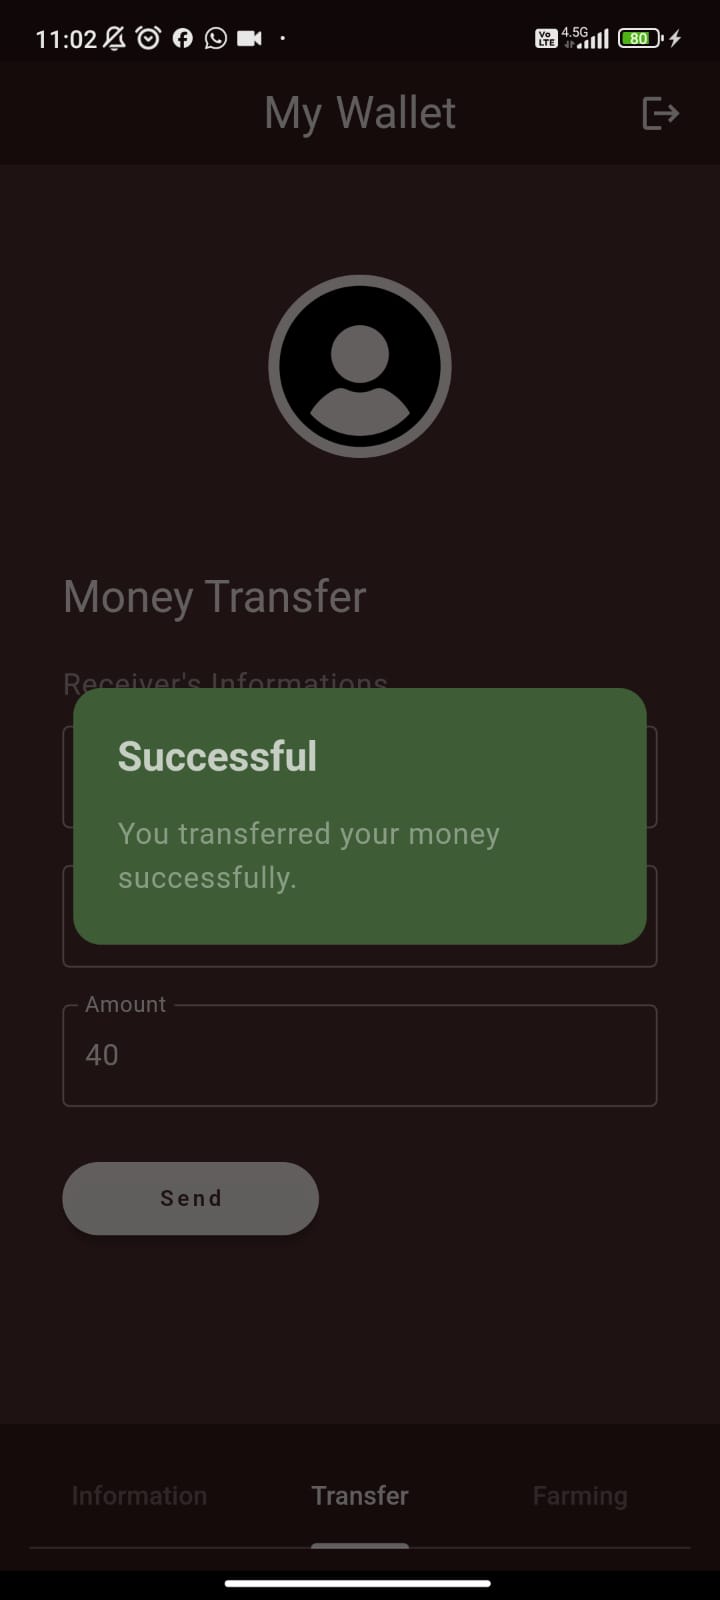 11:02
Vo LTE 4.5G 80
My Wallet
Money Transfer
Receiver's Informations
Successful
You transferred your money
successfully.
Amount
40
Send
Information Transfer Farming